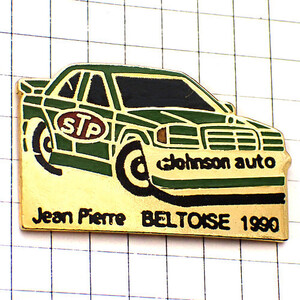 STP
Johnson auto
Jean Pierre BELTOISE 1990